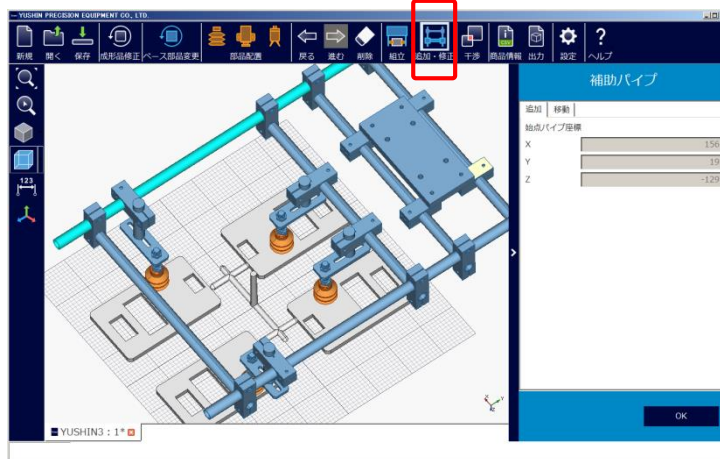 YUSHIN PRECISION EQUIPMENT CO., LTD.
新規 開く 保存 成形品修正 ベース部品変更 部品配置 戻る 進む 削除 組立 追加・修正 干渉 商品情報 出力 設定 ヘルプ
123
補助パイプ
追加 移動
始点パイプ座標
X 156
Y 19
Z -129
OK
YUSHIN3 : 1*